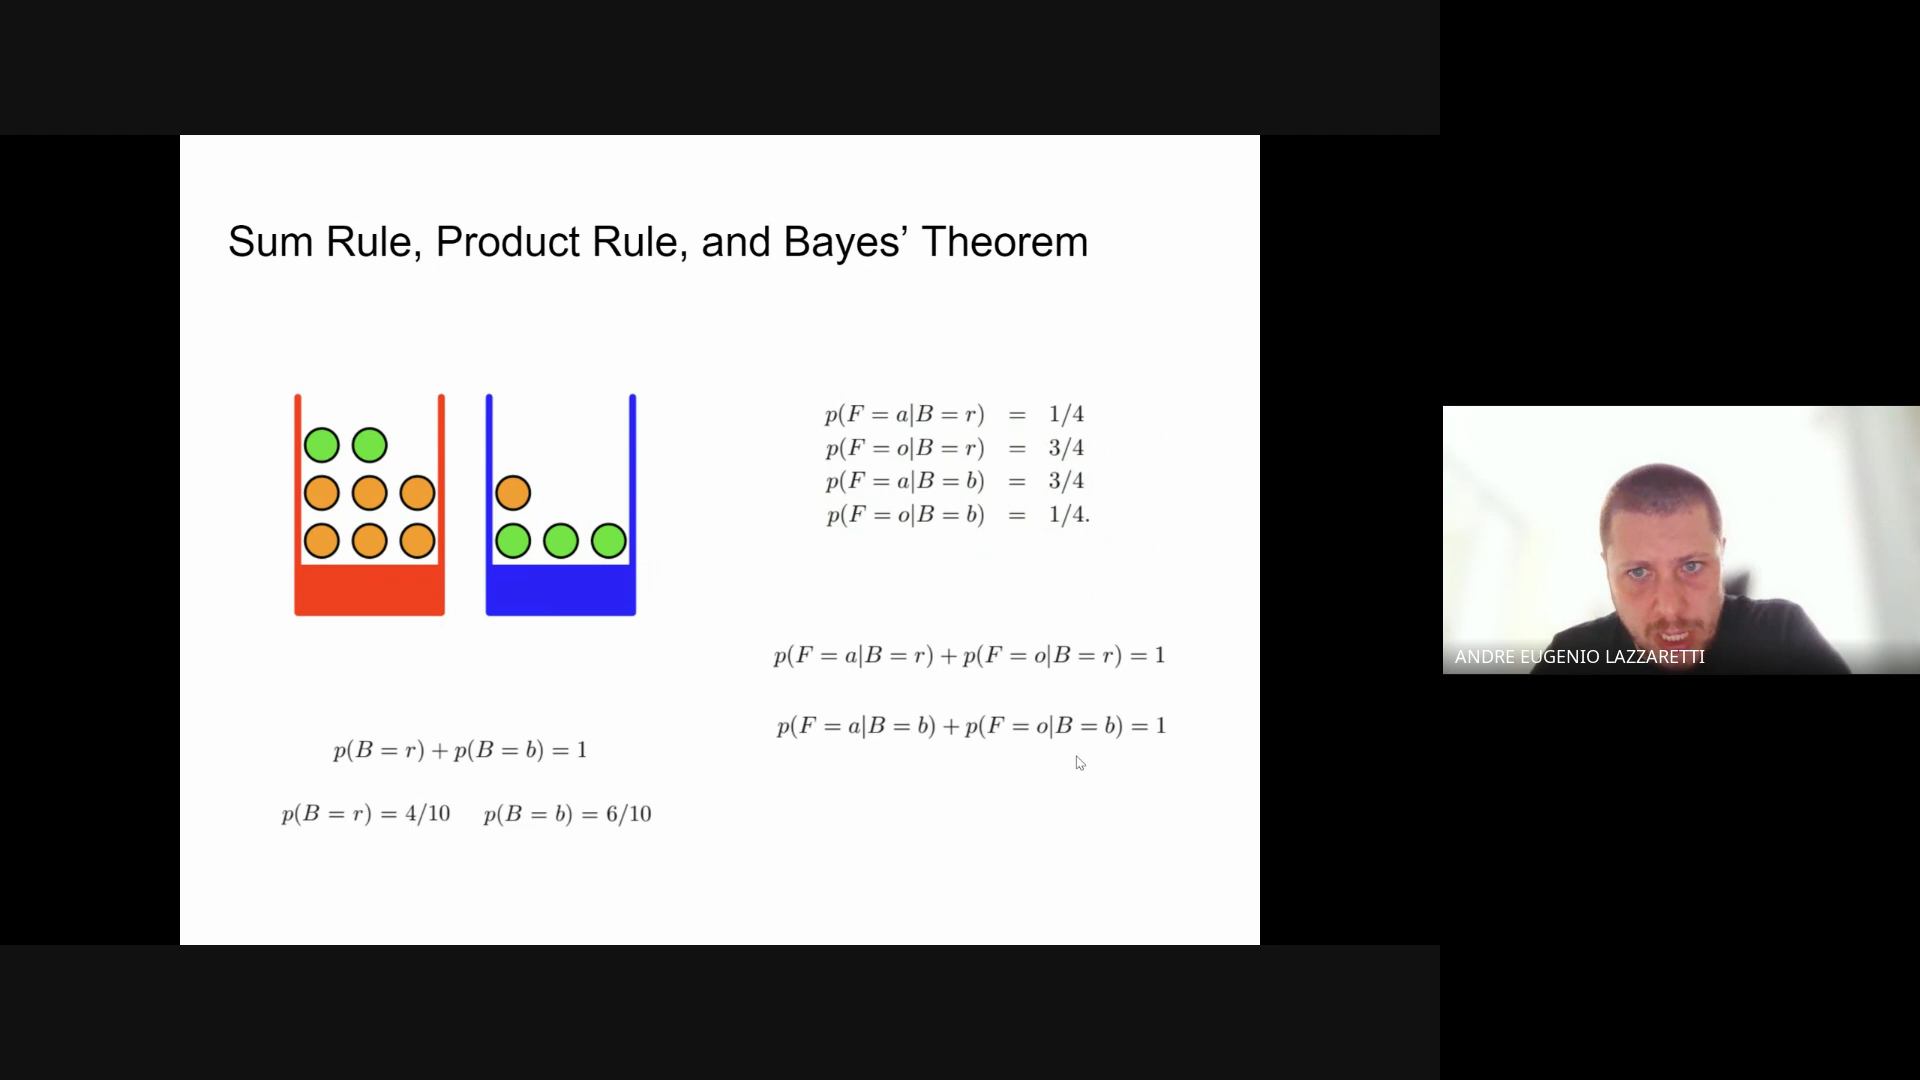 Sum Rule, Product Rule, and Bayes’ Theorem
p(F = a|B = r) = 1/4
p(F = o|B = r) = 3/4
p(F = a|B = b) = 3/4
p(F = o|B = b) = 1/4.
p(F = a|B = r) + p(F = o|B = r) = 1
p(F = a|B = b) + p(F = o|B = b) = 1
p(B = r) + p(B = b) = 1
p(B = r) = 4/10 p(B = b) = 6/10
ANDRE EUGENIO LAZZARETTI